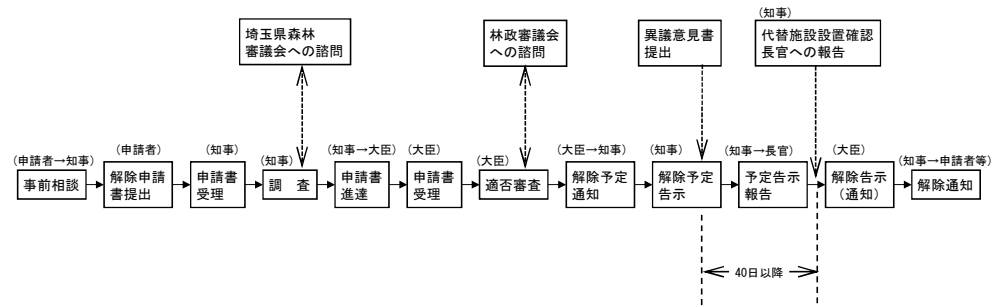 (知事)
埼玉県森林
審議会への諮問
林政審議会
への諮問
異議意見書
提出
代替施設設置確認
長官への報告
(申請者→知事)
(申請者)
(知事)
(知事)
(知事→大臣)
(大臣)
(大臣)
(大臣→知事)
(知事)
(知事→長官)
(大臣)
(知事→申請者等)
事前相談
解除申請
書提出
申請書
受理
調　査
申請書
進達
申請書
受理
適否審査
解除予定
通知
解除予定
告示
予定告示
報告
解除告示
(通知)
解除通知
40日以降